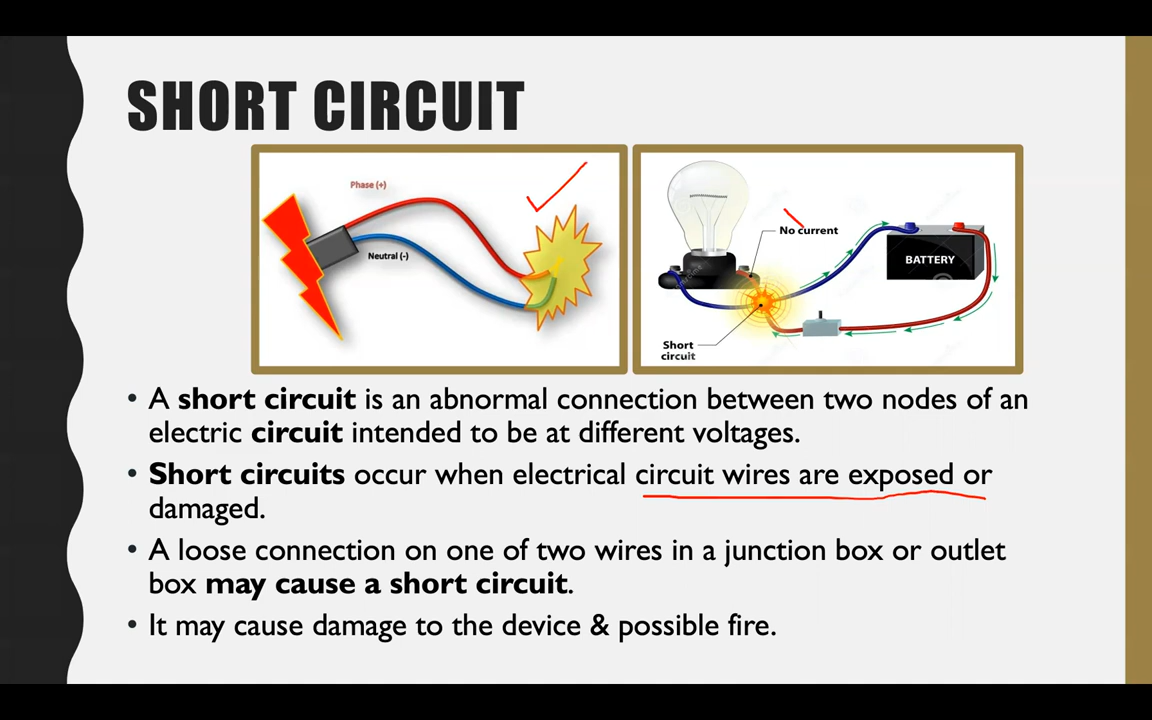 SHORT CIRCUIT
Phase (+)
Neutral (-)
No current
BATTERY
Short
circuit
• A short circuit is an abnormal connection between two nodes of an
electric circuit intended to be at different voltages.
• Short circuits occur when electrical circuit wires are exposed or
damaged.
• A loose connection on one of two wires in a junction box or outlet
box may cause a short circuit.
• It may cause damage to the device & possible fire.